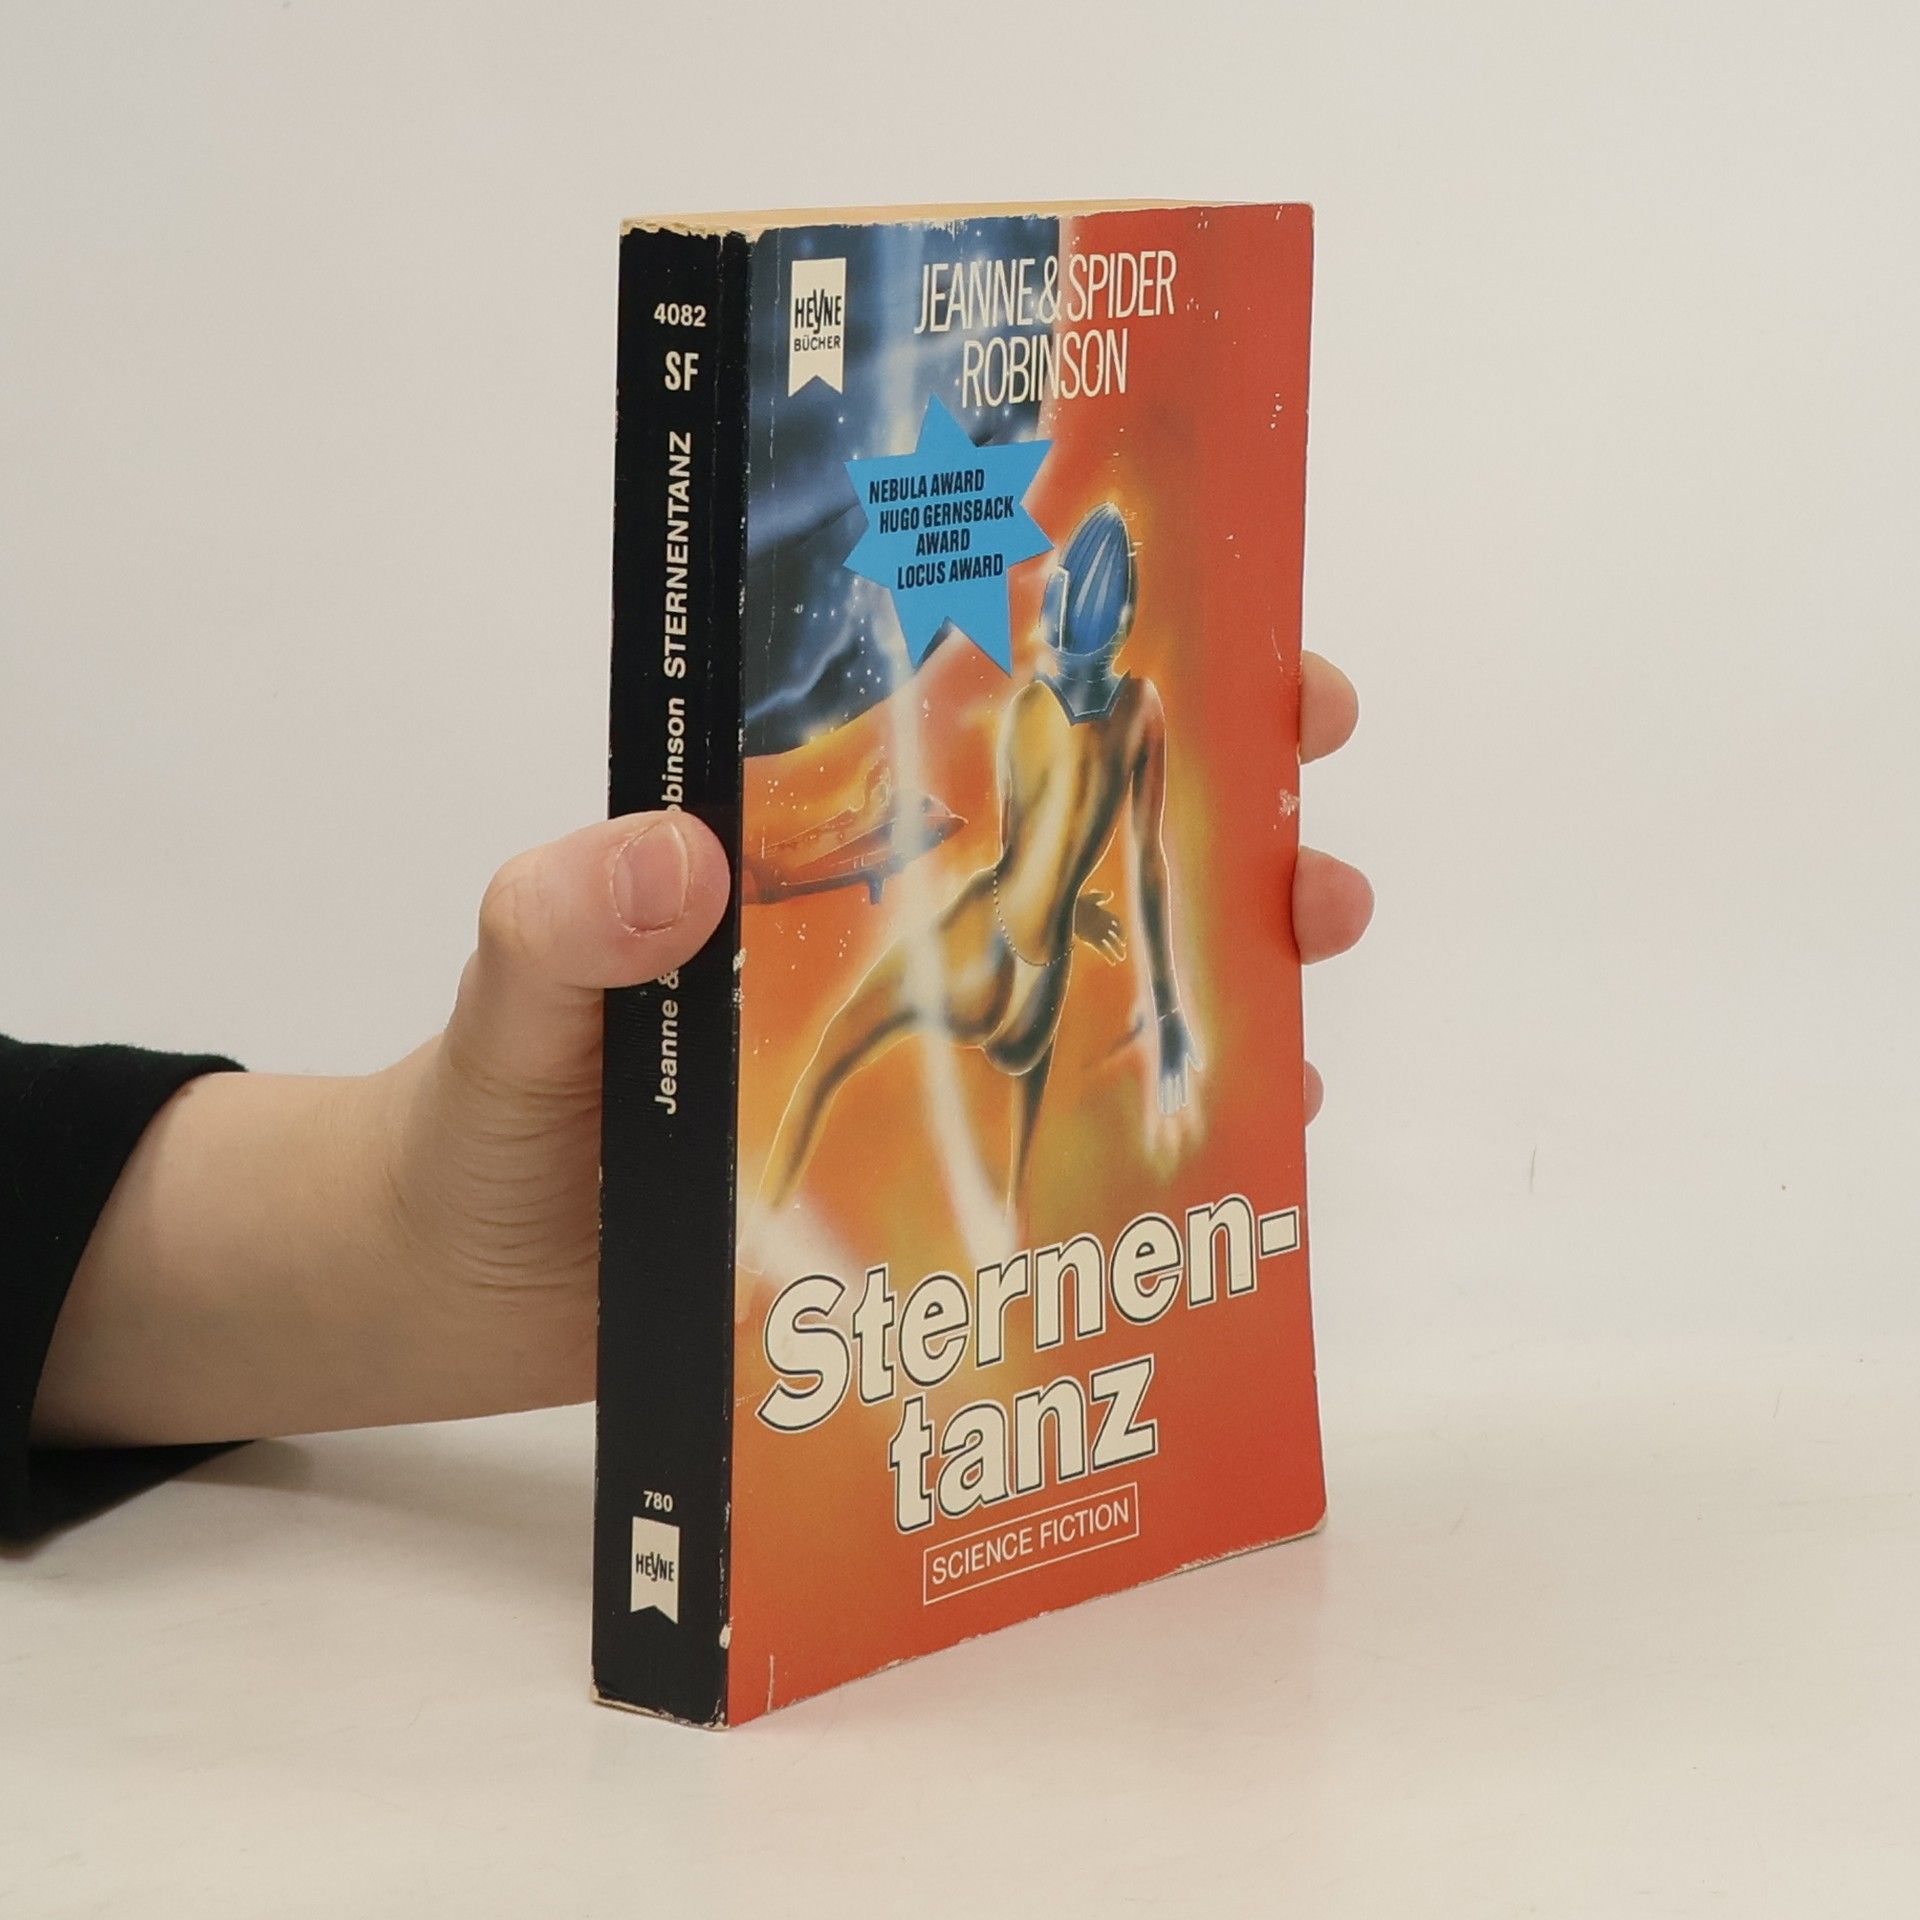 4082
SF
Jeanne & obinson STERNENTANZ
780
HEYNE
HEYNE
BÜCHER
JEANNE & SPIDER
ROBINSON
NEBULA AWARD
HUGO GERNSBACK
AWARD
LOCUS AWARD
Sternen-
tanz
SCIENCE FICTION